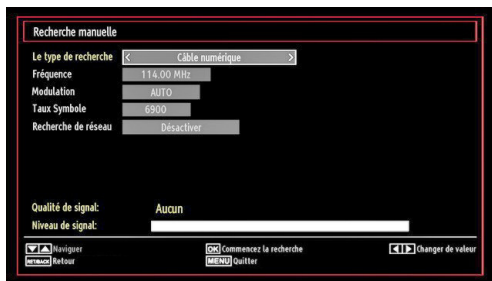 Recherche manuelle
Le type de recherche < Câble numérique >
Fréquence 114.00 MHz
Modulation AUTO
Taux Symbole 6900
Recherche de réseau Désactiver
Qualité de signal: Aucun
Niveau de signal:
Naviguer OK Commencez la recherche Changer de valeur
RET/BACK Retour MENU Quitter